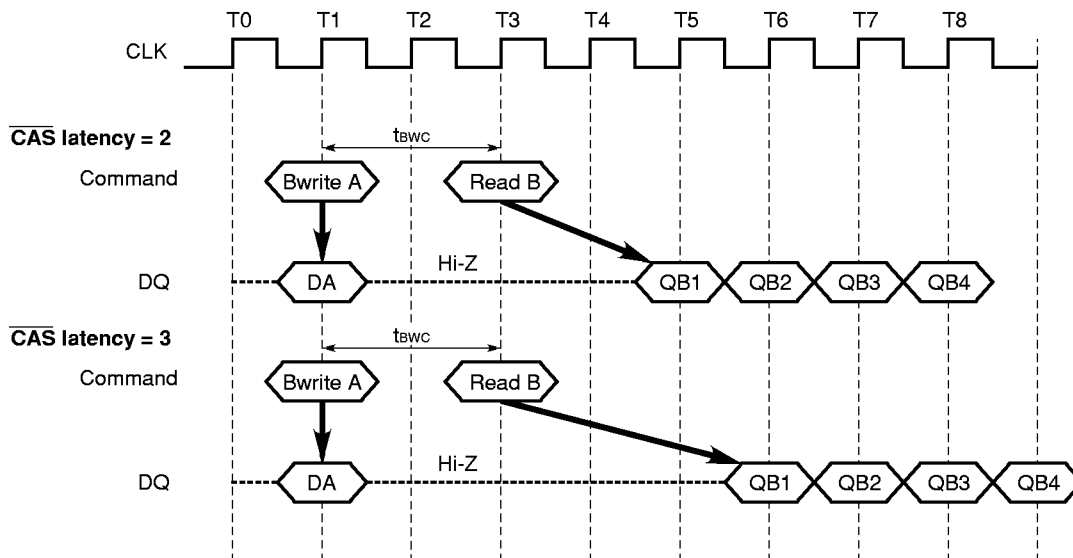 T0 T1 T2 T3 T4 T5 T6 T7 T8
CLK
CAS latency = 2
tBWC
Command Bwrite A Read B
Hi-Z
DQ DA QB1 QB2 QB3 QB4
CAS latency = 3
tBWC
Command Bwrite A Read B
Hi-Z
DQ DA QB1 QB2 QB3 QB4